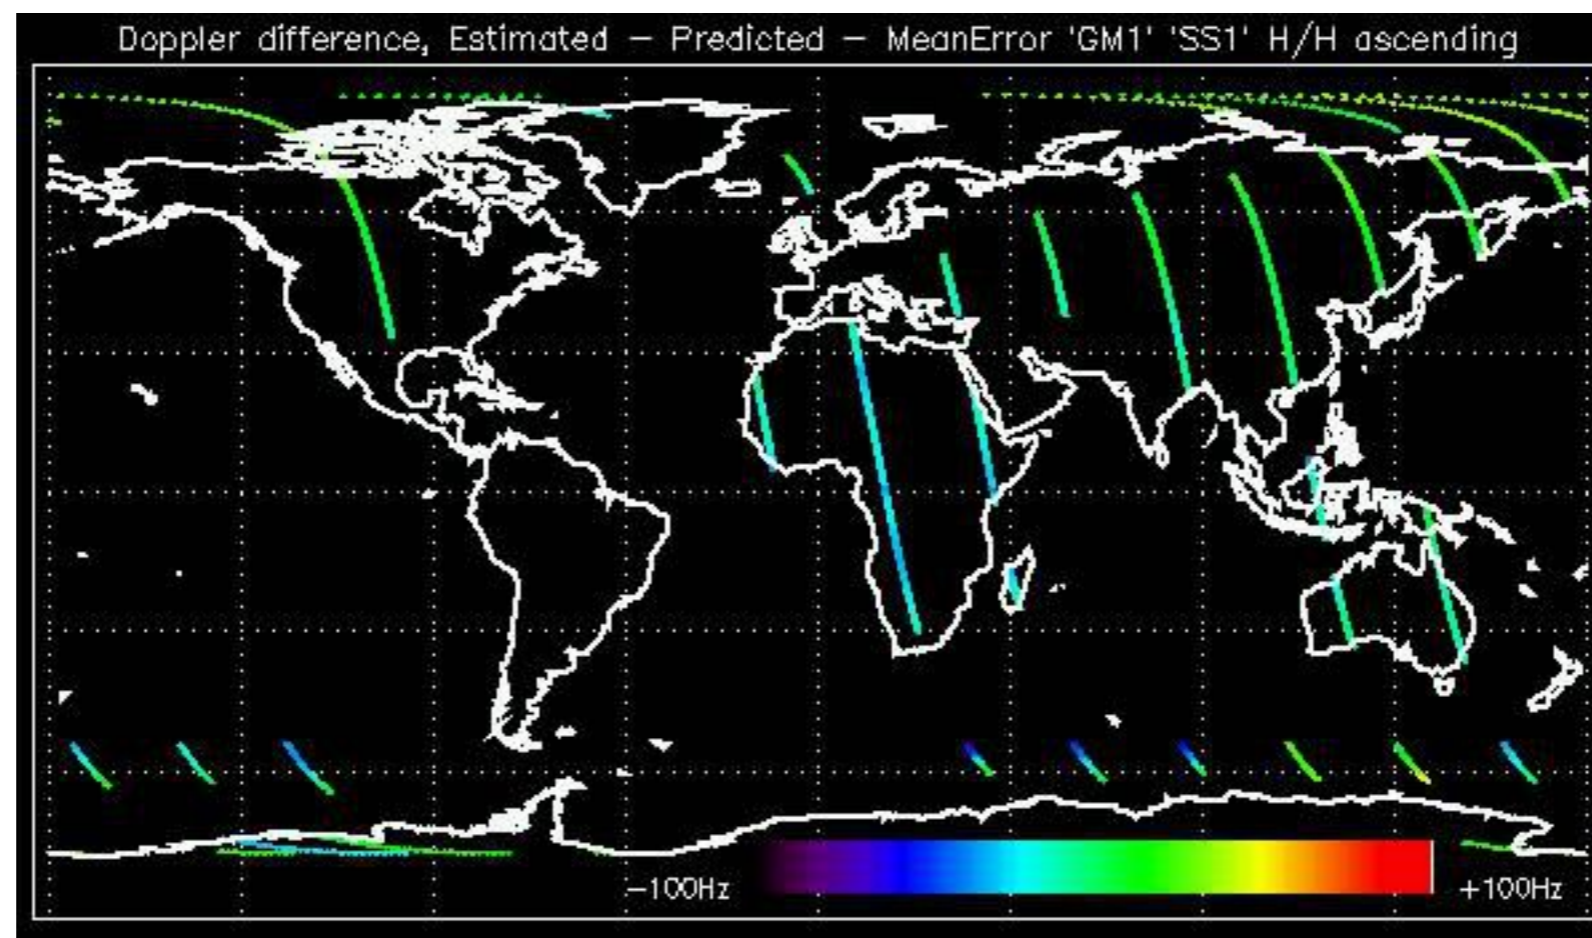 Doppler difference, Estimated – Predicted – MeanError 'GM1' 'SS1' H/H ascending
–100Hz
+100Hz